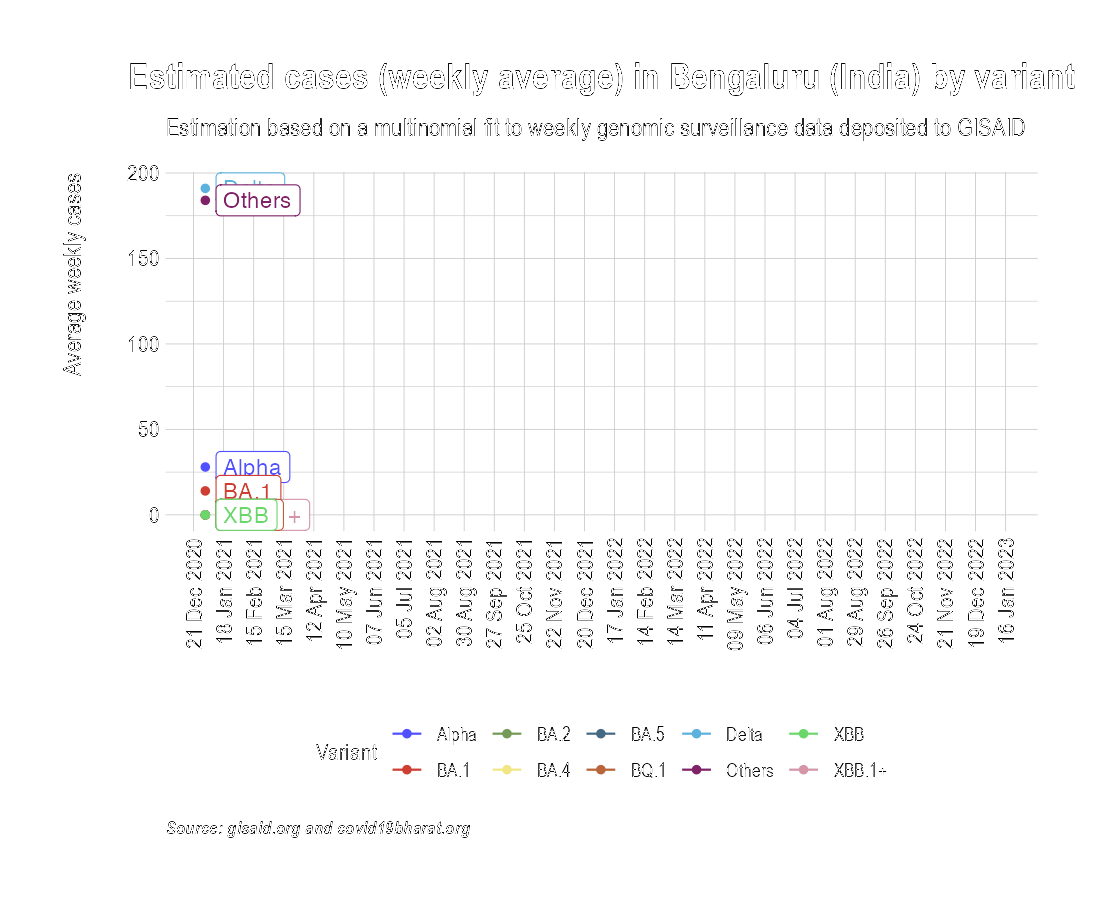 Estimated cases (weekly average) in Bengaluru (India) by variant
Estimation based on a multinomial fit to weekly genomic surveillance data deposited to GISAID
Average weekly cases
200
150
100
50
0
Delta
Others
Alpha
BA.1
XBB
+
21 Dec 2020
18 Jan 2021
15 Feb 2021
15 Mar 2021
12 Apr 2021
10 May 2021
07 Jun 2021
05 Jul 2021
02 Aug 2021
30 Aug 2021
27 Sep 2021
25 Oct 2021
22 Nov 2021
20 Dec 2021
17 Jan 2022
14 Feb 2022
14 Mar 2022
11 Apr 2022
09 May 2022
06 Jun 2022
04 Jul 2022
01 Aug 2022
29 Aug 2022
26 Sep 2022
24 Oct 2022
21 Nov 2022
19 Dec 2022
16 Jan 2023
Variant
Alpha BA.2 BA.5 Delta XBB
BA.1 BA.4 BQ.1 Others XBB.1+
Source: gisaid.org and covid19bharat.org